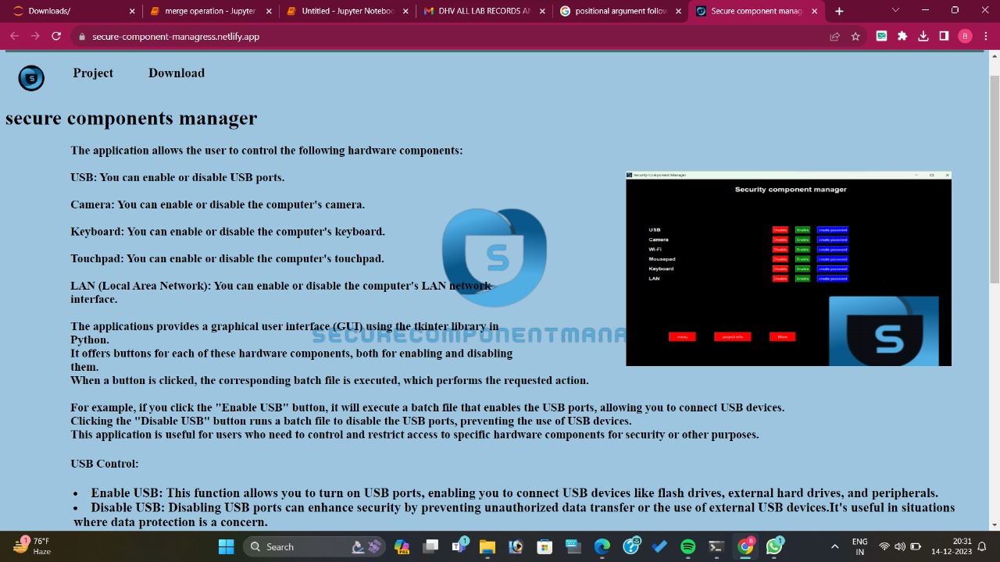 Downloads/
merge operation - Jupyter
Untitled - Jupyter Noteboo
DHV ALL LAB RECORDS AN
positional argument follow
Secure component manag
secure-component-managress.netlify.app
B
S
Project
Download
secure components manager
The application allows the user to control the following hardware components:
USB: You can enable or disable USB ports.
Camera: You can enable or disable the computer's camera.
Keyboard: You can enable or disable the computer's keyboard.
Touchpad: You can enable or disable the computer's touchpad.
LAN (Local Area Network): You can enable or disable the computer's LAN network
interface.
The applications provides a graphical user interface (GUI) using the tkinter library in
Python.
It offers buttons for each of these hardware components, both for enabling and disabling
them.
When a button is clicked, the corresponding batch file is executed, which performs the requested action.
For example, if you click the "Enable USB" button, it will execute a batch file that enables the USB ports, allowing you to connect USB devices.
Clicking the "Disable USB" button runs a batch file to disable the USB ports, preventing the use of USB devices.
This application is useful for users who need to control and restrict access to specific hardware components for security or other purposes.
S
SECURECOMPONENTMANA
Security Component Manager
Security component manager
USB Disable Enable create password
Camera Disable Enable create password
Wi-Fi Disable Enable create password
Mousepad Disable Enable create password
Keyboard Disable Enable create password
LAN Disable Enable create password
menu
project info
More
S
USB Control:
• Enable USB: This function allows you to turn on USB ports, enabling you to connect USB devices like flash drives, external hard drives, and peripherals.
• Disable USB: Disabling USB ports can enhance security by preventing unauthorized data transfer or the use of external USB devices.It's useful in situations
where data protection is a concern.
1
76°F
Haze
Search
PRE
1
B
1
ENG
IN
20:31
14-12-2023